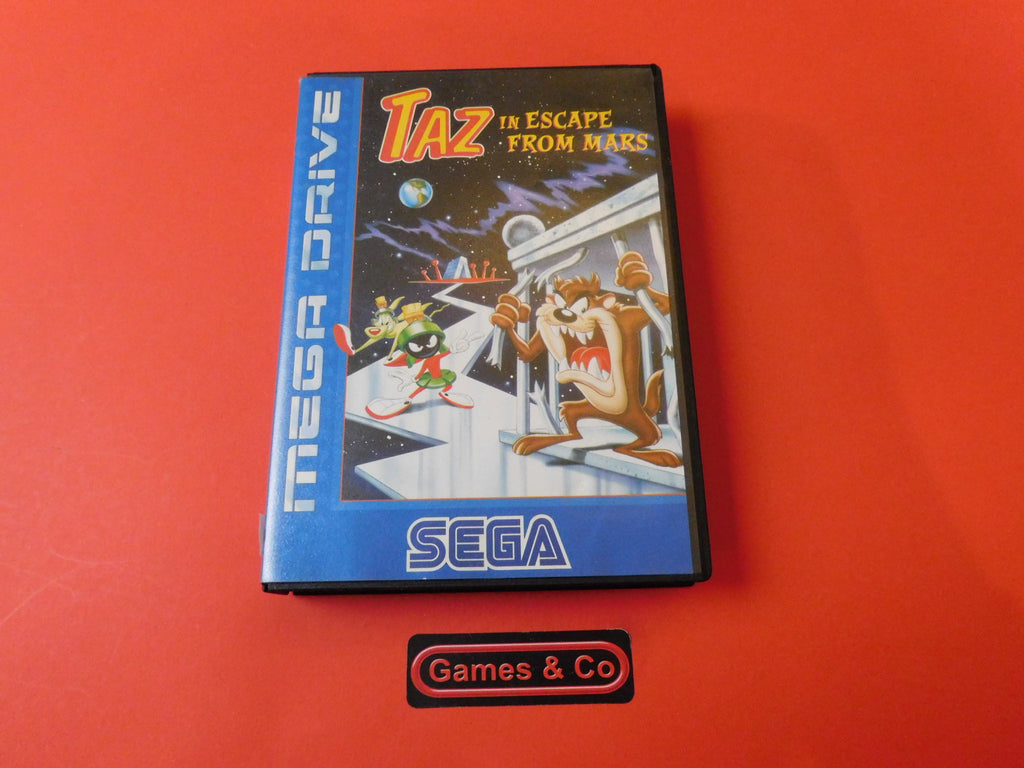 MEGA DRIVE
TAZ
IN ESCAPE
FROM MARS
SEGA
Games & Co